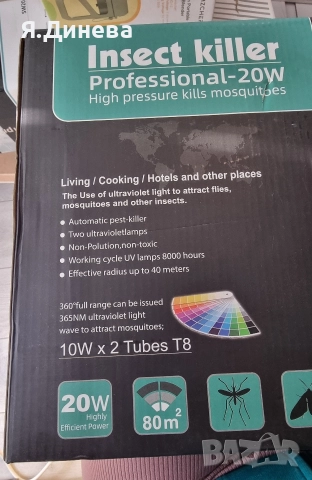 Я.Динева
Insect killer
Professional-20W
High pressure kills mosquitoes
Living / Cooking / Hotels and other places
The Use of ultraviolet light to attract flies,
mosquitoes and other insects.
Automatic pest-killer
Two ultravioletlamps
Non-Polution,non-toxic
Working cycle UV lamps 8000 hours
Effective radius up to 40 meters
360°full range can be issued
365NM ultraviolet light
wave to attract mosquitoes;
10W x 2 Tubes T8
20W
Highly
Efficient Power
80m²
BAZAR